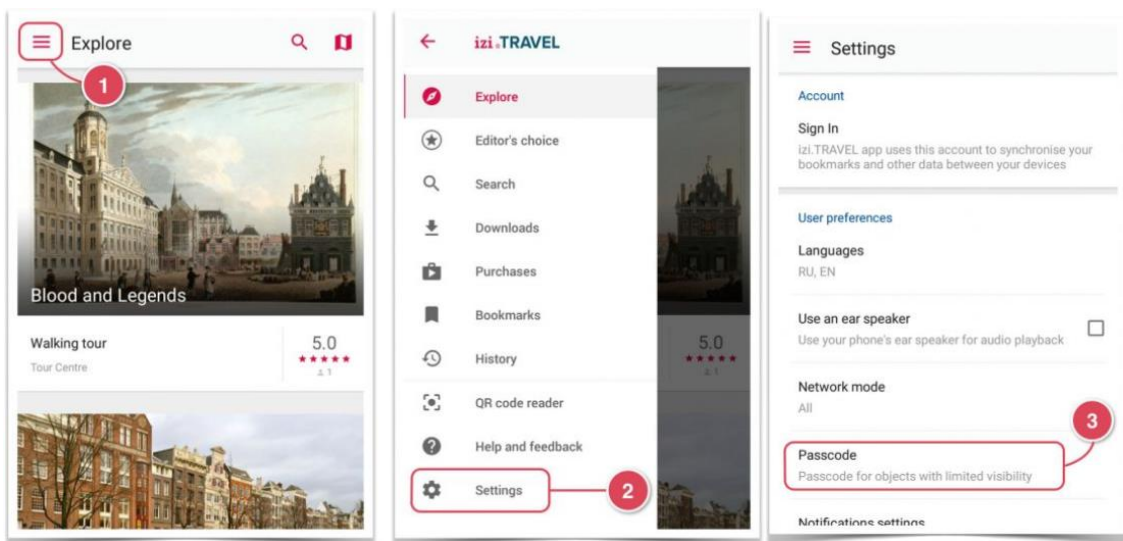 Explore
1
Blood and Legends
Walking tour
Tour Centre
5.0
1
izi.TRAVEL
Explore
Editor's choice
Search
Downloads
Purchases
Bookmarks
History
QR code reader
Help and feedback
Settings
2
5.0
1
Settings
Account
Sign In
izi.TRAVEL app uses this account to synchronise your
bookmarks and other data between your devices
User preferences
Languages
RU, EN
Use an ear speaker
Use your phone's ear speaker for audio playback
Network mode
All
3
Passcode
Passcode for objects with limited visibility
Notifications settings